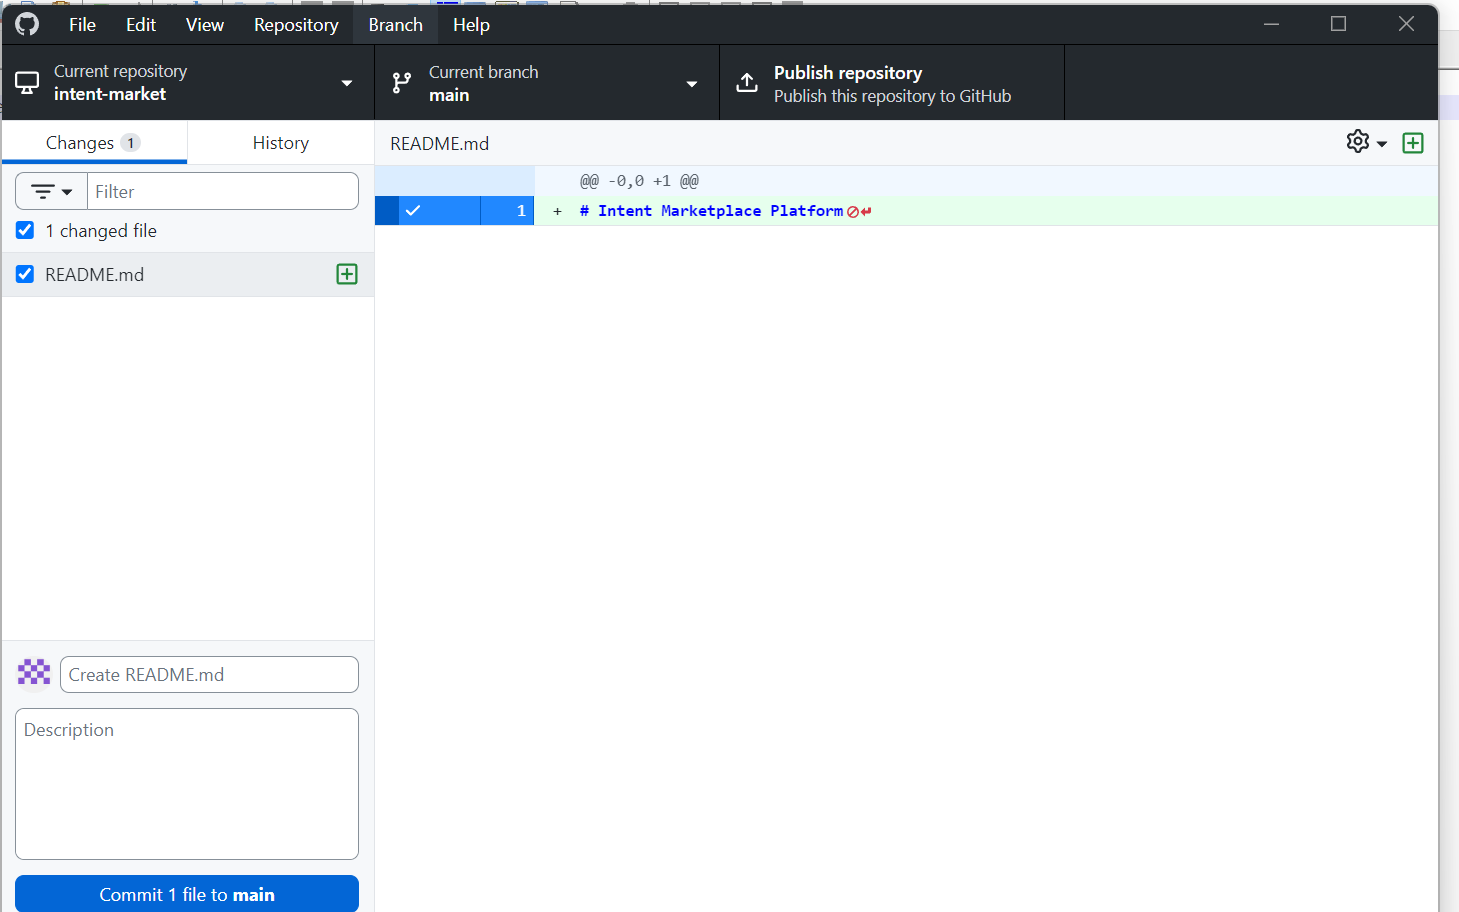 File Edit View Repository Branch Help
Current repository
intent-market
Current branch
main
Publish repository
Publish this repository to GitHub
Changes 1
History
README.md
Filter
1 changed file
README.md
@@ -0,0 +1 @@
1 + # Intent Marketplace Platform
Create README.md
Description
Commit 1 file to main